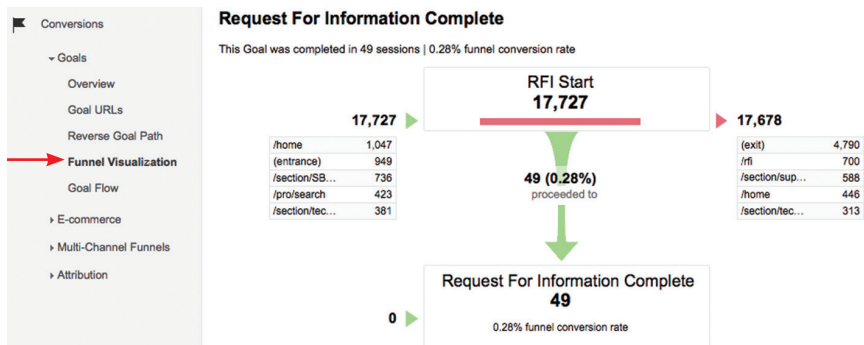 Conversions
Goals
Overview
Goal URLs
Reverse Goal Path
Funnel Visualization
Goal Flow
E-commerce
Multi-Channel Funnels
Attribution
Request For Information Complete
This Goal was completed in 49 sessions | 0.28% funnel conversion rate
RFI Start
17,727
17,727
/home 1,047
(entrance) 949
/section/SB... 736
/pro/search 423
/section/tec... 381
17,678
(exit) 4,790
/rfi 700
/section/sup... 588
/home 446
/section/tec... 313
49 (0.28%)
proceeded to
Request For Information Complete
49
0
0.28% funnel conversion rate